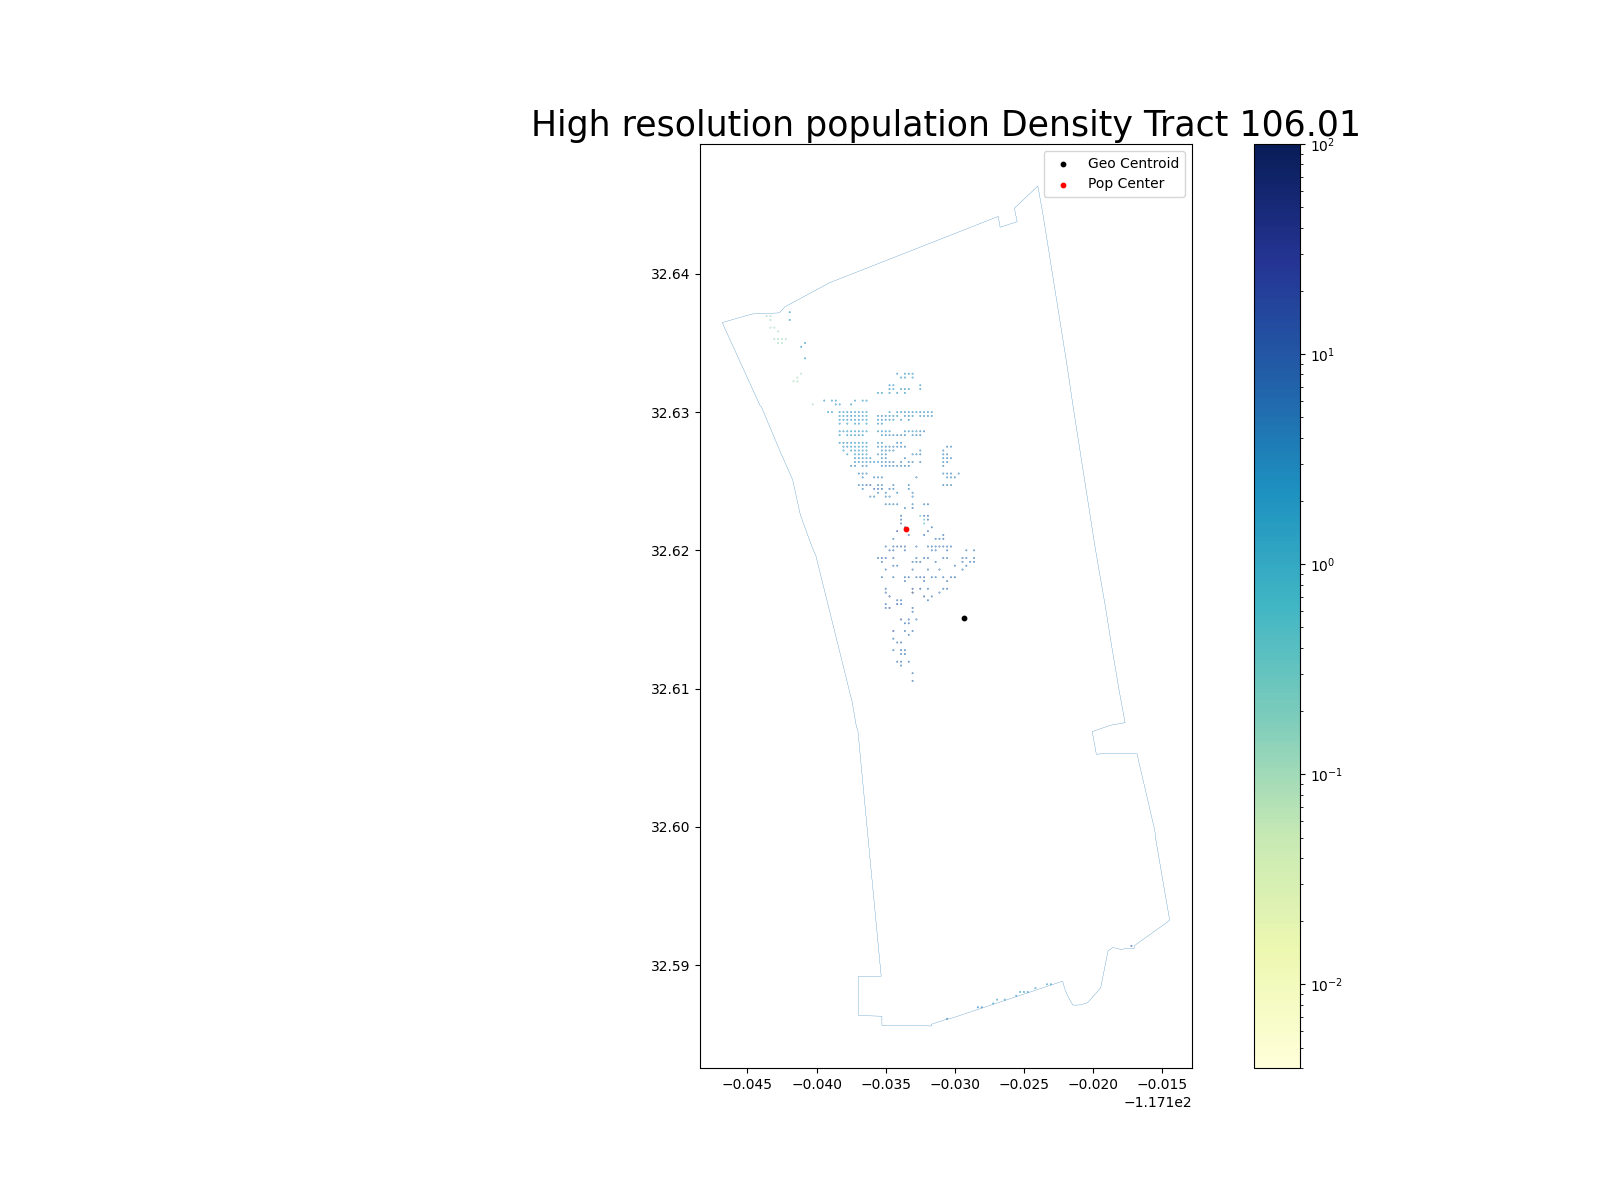 High resolution population Density Tract 106.01
Geo Centroid
Pop Center
32.64
32.63
32.62
32.61
32.60
32.59
−0.045 −0.040 −0.035 −0.030 −0.025 −0.020 −0.015
−1.171e2
10²
10¹
10⁰
10⁻¹
10⁻²